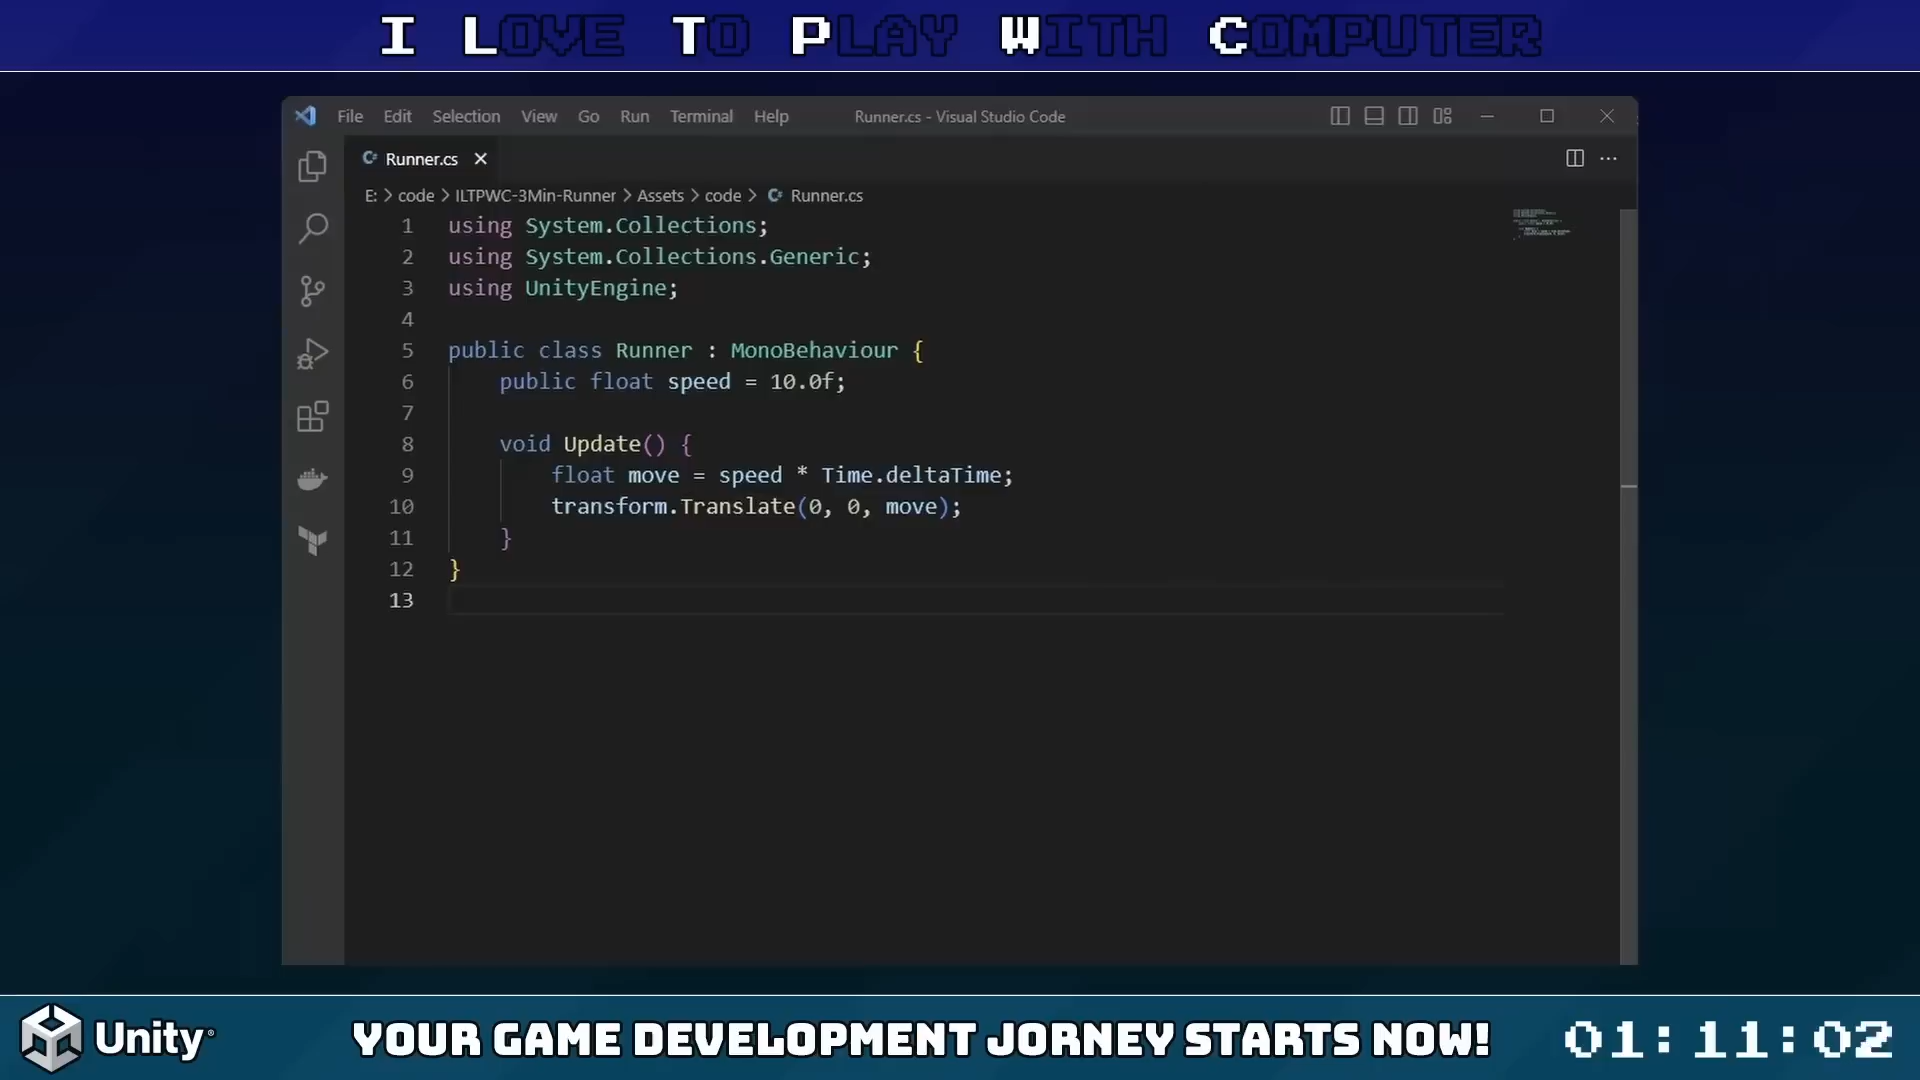 I LOVE TO PLAY WITH COMPUTER
File Edit Selection View Go Run Terminal Help Runner.cs - Visual Studio Code
Runner.cs
E: > code > ILTPWC-3Min-Runner > Assets > code > Runner.cs
1 using System.Collections;
2 using System.Collections.Generic;
3 using UnityEngine;
4
5 public class Runner : MonoBehaviour {
6 public float speed = 10.0f;
7
8 void Update() {
9 float move = speed * Time.deltaTime;
10 transform.Translate(0, 0, move);
11 }
12 }
13
Unity® YOUR GAME DEVELOPMENT JORNEY STARTS NOW! 01:11:02